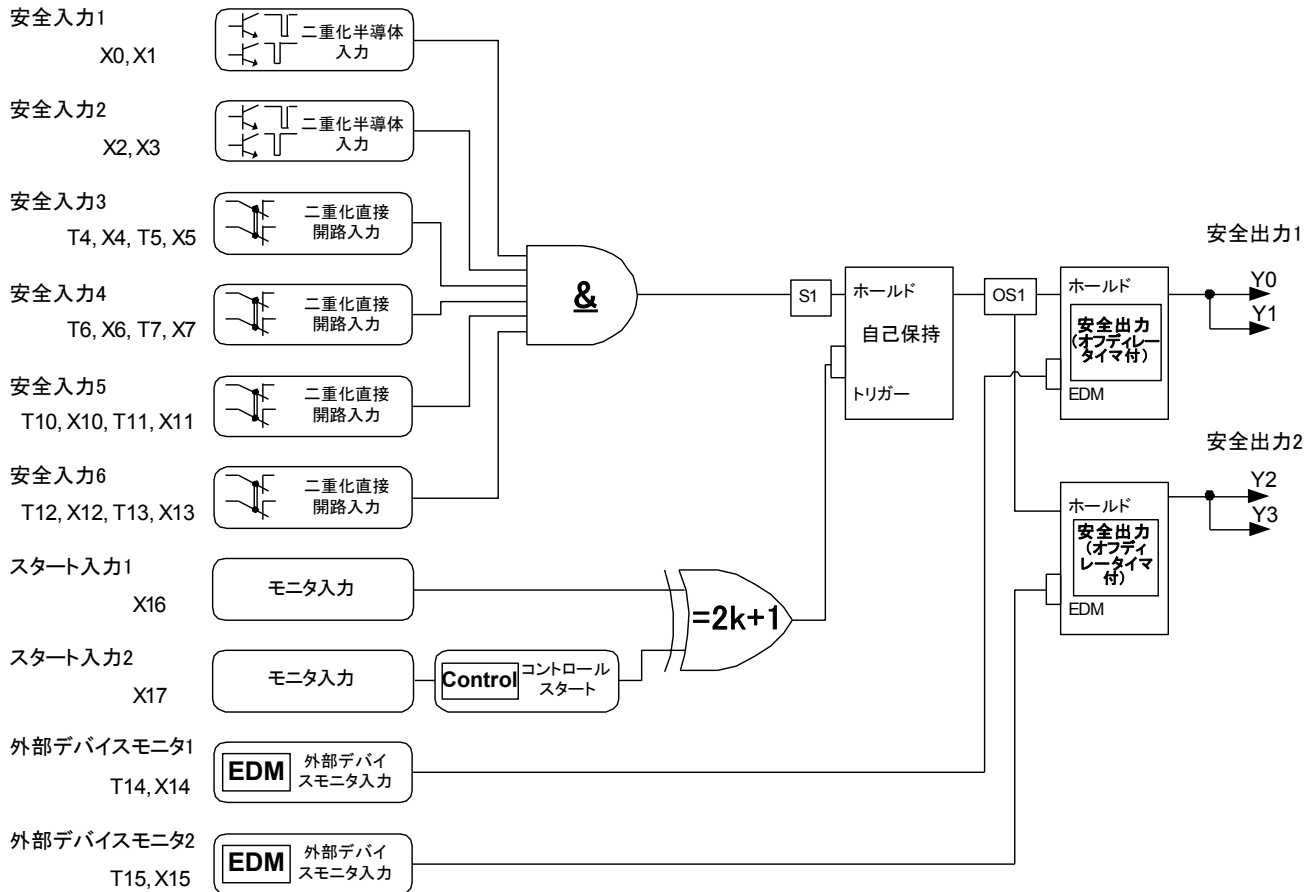 安全入力1
X0, X1
二重化半導体
入力
安全入力2
X2, X3
二重化半導体
入力
安全入力3
T4, X4, T5, X5
二重化直接
開路入力
安全入力4
T6, X6, T7, X7
二重化直接
開路入力
安全入力5
T10, X10, T11, X11
二重化直接
開路入力
安全入力6
T12, X12, T13, X13
二重化直接
開路入力
スタート入力1
X16
モニタ入力
スタート入力2
X17
モニタ入力
Control
コントロール
スタート
外部デバイスモニタ1
T14, X14
EDM
外部デバイ
スモニタ入力
外部デバイスモニタ2
T15, X15
EDM
外部デバイ
スモニタ入力
&
=2k+1
S1
ホールド
自己保持
トリガー
OS1
ホールド
安全出力
(オフディレー
タイマ付)
EDM
安全出力1
Y0
Y1
ホールド
安全出力
(オフディ
レータイマ
付)
EDM
安全出力2
Y2
Y3